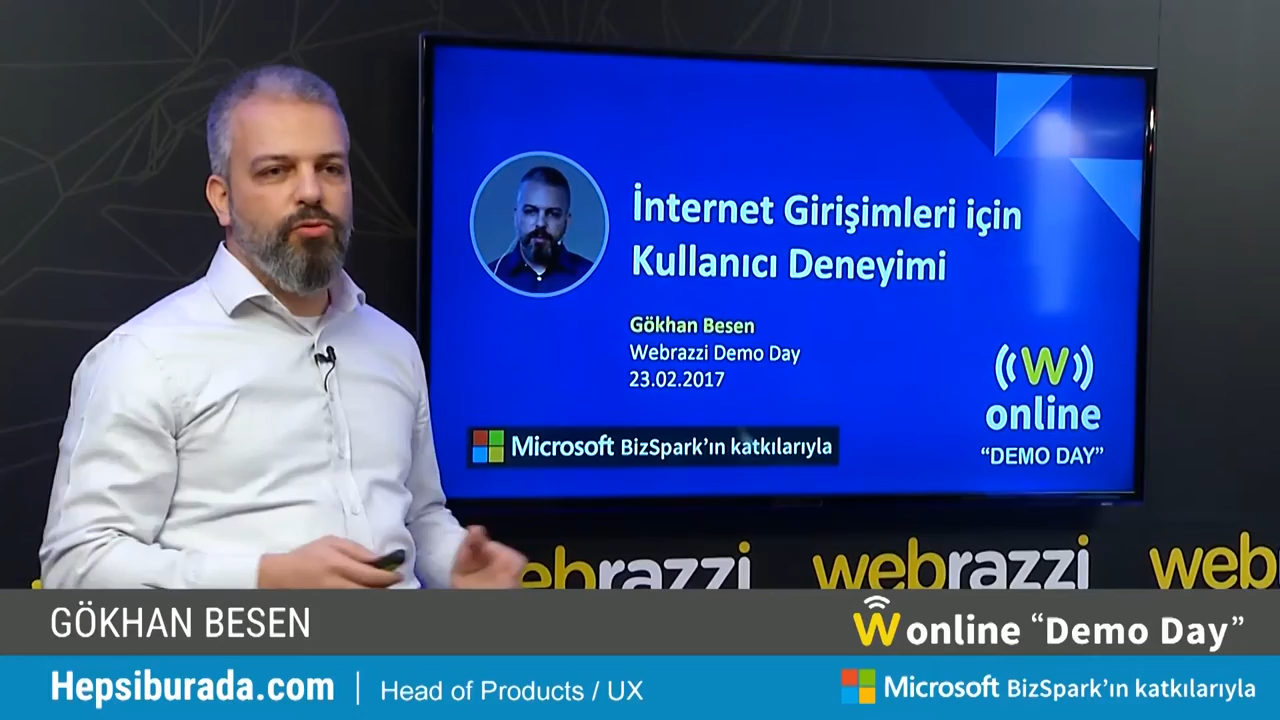 İnternet Girişimleri için
Kullanıcı Deneyimi
Gökhan Besen
Webrazzi Demo Day
23.02.2017
((W))
online
“DEMO DAY”
Microsoft BizSpark’ın katkılarıyla
webrazzi webrazzi web
GÖKHAN BESEN
W online “Demo Day”
Hepsiburada.com | Head of Products / UX
Microsoft BizSpark’ın katkılarıyla